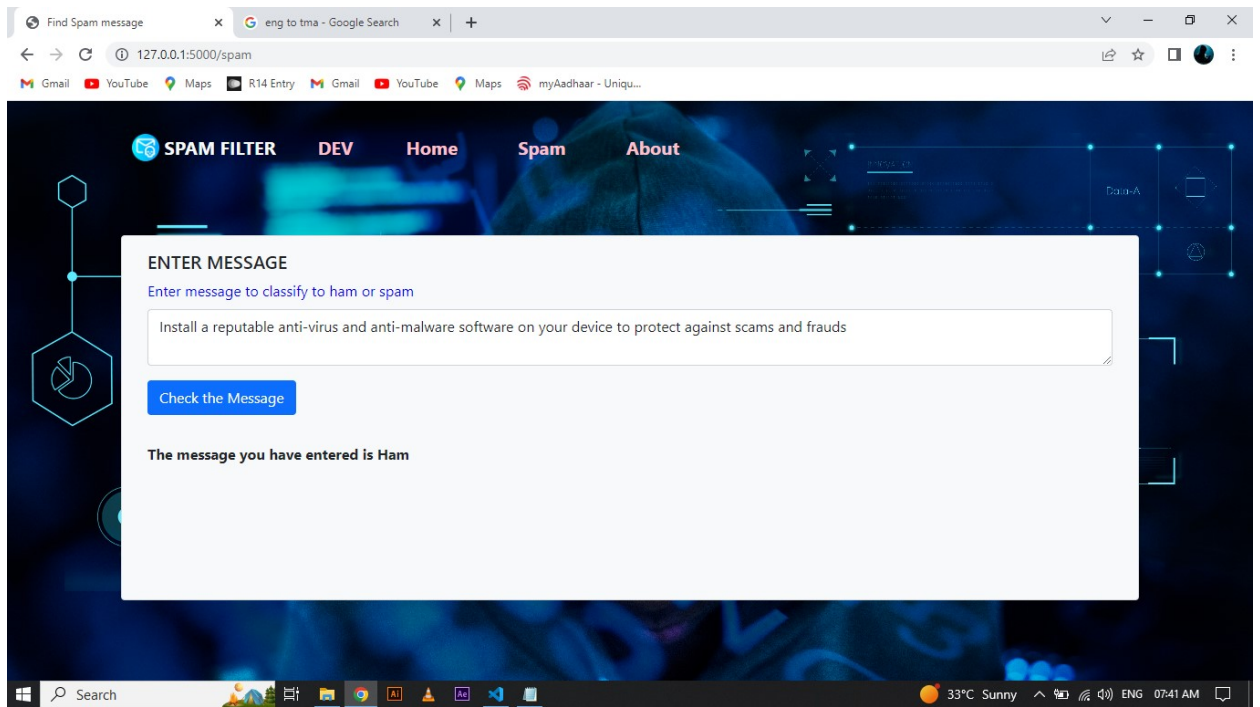 Find Spam message
eng to tma - Google Search
127.0.0.1:5000/spam
Gmail YouTube Maps R14 Entry Gmail YouTube Maps myAadhaar - Uniqu...
SPAM FILTER DEV Home Spam About
Data-A
ENTER MESSAGE
Enter message to classify to ham or spam
Install a reputable anti-virus and anti-malware software on your device to protect against scams and frauds
Check the Message
The message you have entered is Ham
Search Ai Ae 33°C Sunny ENG 07:41 AM